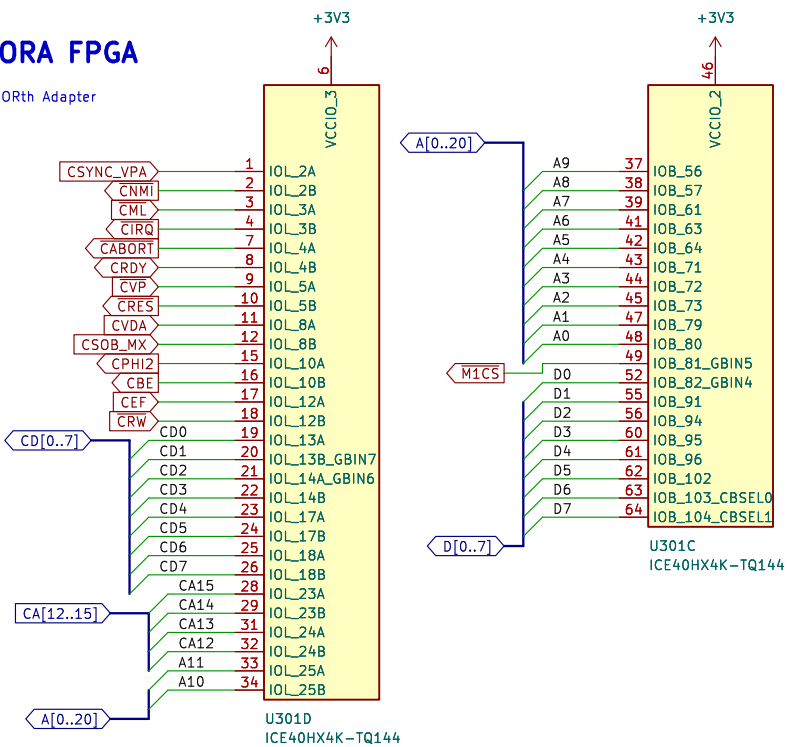 ORA FPGA
ORth Adapter
+3V3
6
VCCIO_3
CSYNC_VPA 1 IOL_2A
CNMI 2 IOL_2B
CML 3 IOL_3A
CIRQ 4 IOL_3B
CABORT 7 IOL_4A
CRDY 8 IOL_4B
CVP 9 IOL_5A
CRES 10 IOL_5B
CVDA 11 IOL_8A
CSOB_MX 12 IOL_8B
CPHI2 15 IOL_10A
CBE 16 IOL_10B
CEF 17 IOL_12A
CRW 18 IOL_12B
CD[0..7]
CD0 19 IOL_13A
CD1 20 IOL_13B_GBIN7
CD2 21 IOL_14A_GBIN6
CD3 22 IOL_14B
CD4 23 IOL_17A
CD5 24 IOL_17B
CD6 25 IOL_18A
CD7 26 IOL_18B
CA[12..15]
CA15 28 IOL_23A
CA14 29 IOL_23B
CA13 31 IOL_24A
CA12 32 IOL_24B
A11 33 IOL_25A
A10 34 IOL_25B
A[0..20]
U301D
ICE40HX4K-TQ144
+3V3
46
VCCIO_2
A[0..20]
A9 37 IOB_56
A8 38 IOB_57
A7 39 IOB_61
A6 41 IOB_63
A5 42 IOB_64
A4 43 IOB_71
A3 44 IOB_72
A2 45 IOB_73
A1 47 IOB_79
A0 48 IOB_80
M1CS 49 IOB_81_GBIN5
D0 52 IOB_82_GBIN4
D1 55 IOB_91
D2 56 IOB_94
D3 60 IOB_95
D4 61 IOB_96
D5 62 IOB_102
D6 63 IOB_103_CBSEL0
D7 64 IOB_104_CBSEL1
D[0..7]
U301C
ICE40HX4K-TQ144